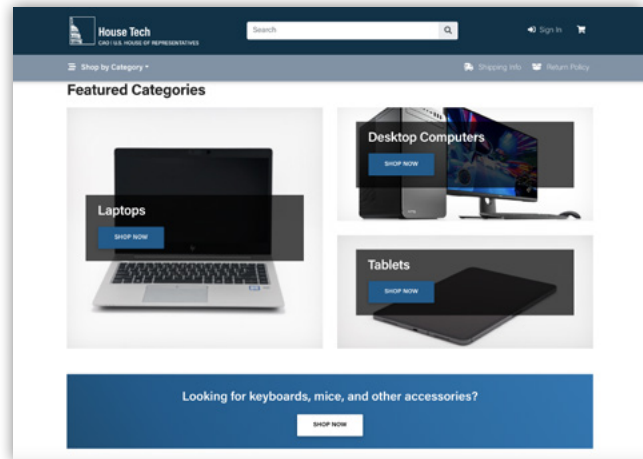 House Tech
CAO | U.S. HOUSE OF REPRESENTATIVES
Search
Sign In
Shop by Category
Shipping Info
Return Policy
Featured Categories
Laptops
SHOP NOW
Desktop Computers
SHOP NOW
Tablets
SHOP NOW
Looking for keyboards, mice, and other accessories?
SHOP NOW